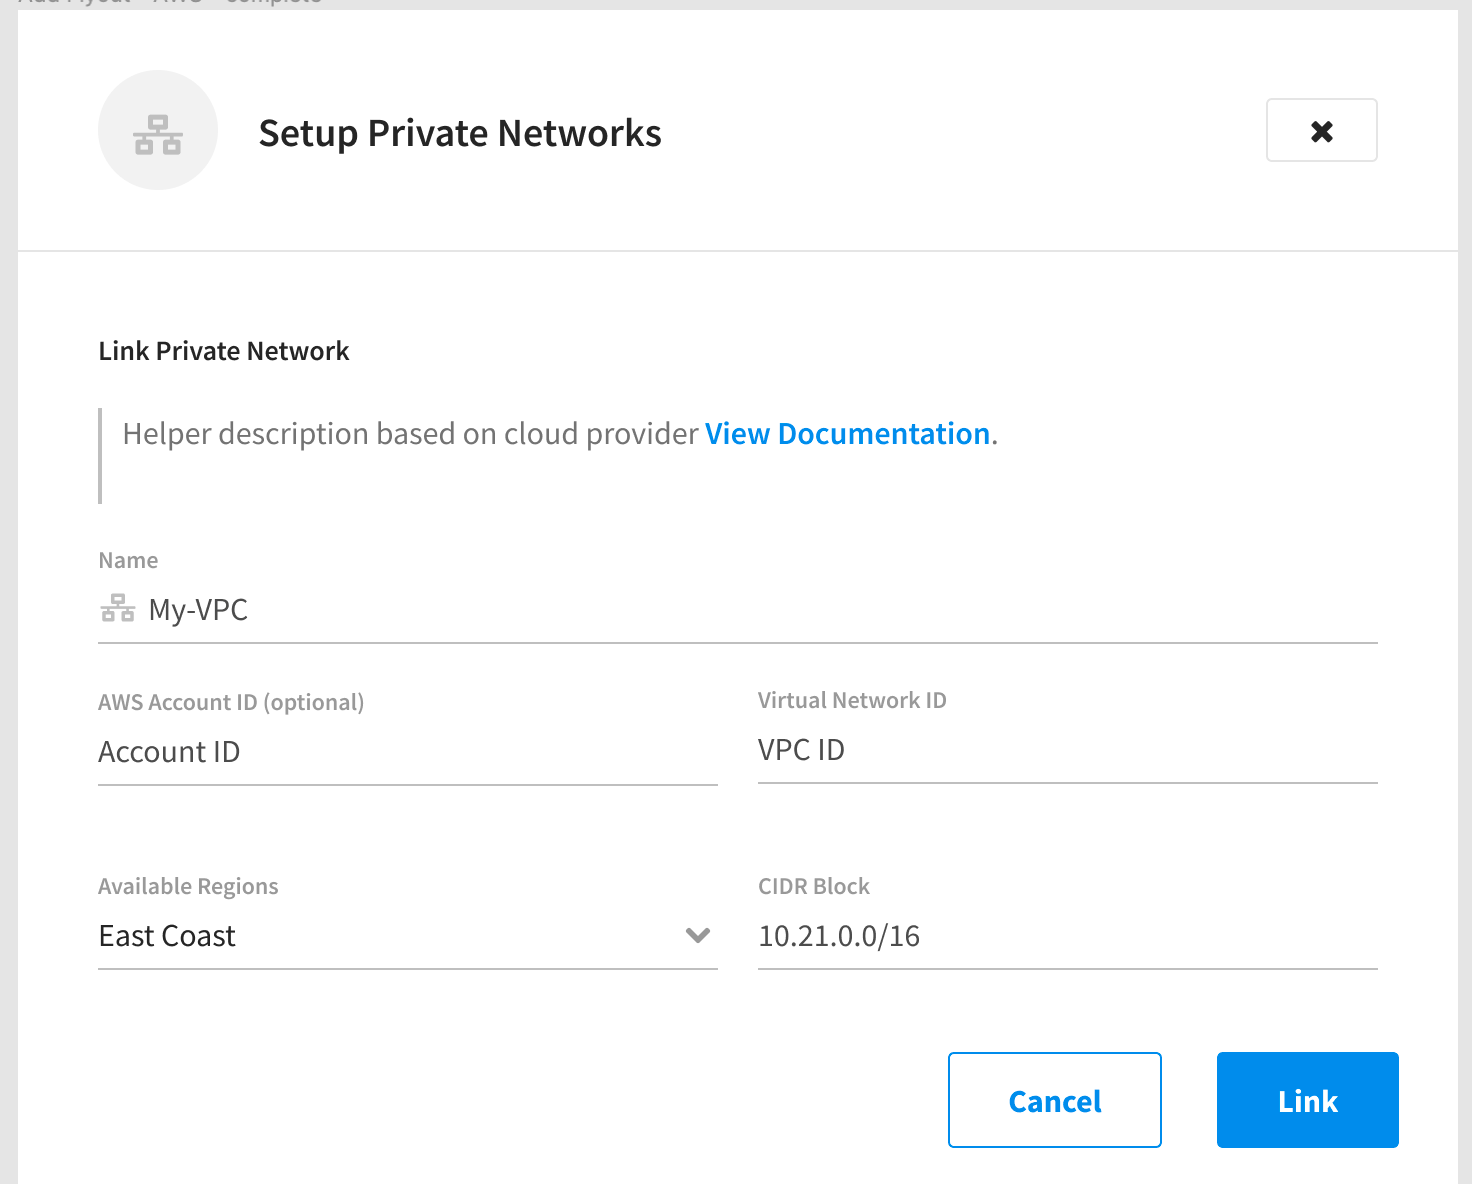 Setup Private Networks
Link Private Network
Helper description based on cloud provider View Documentation.
Name
My-VPC
AWS Account ID (optional)
Virtual Network ID
Account ID
VPC ID
Available Regions
CIDR Block
East Coast
10.21.0.0/16
Cancel
Link